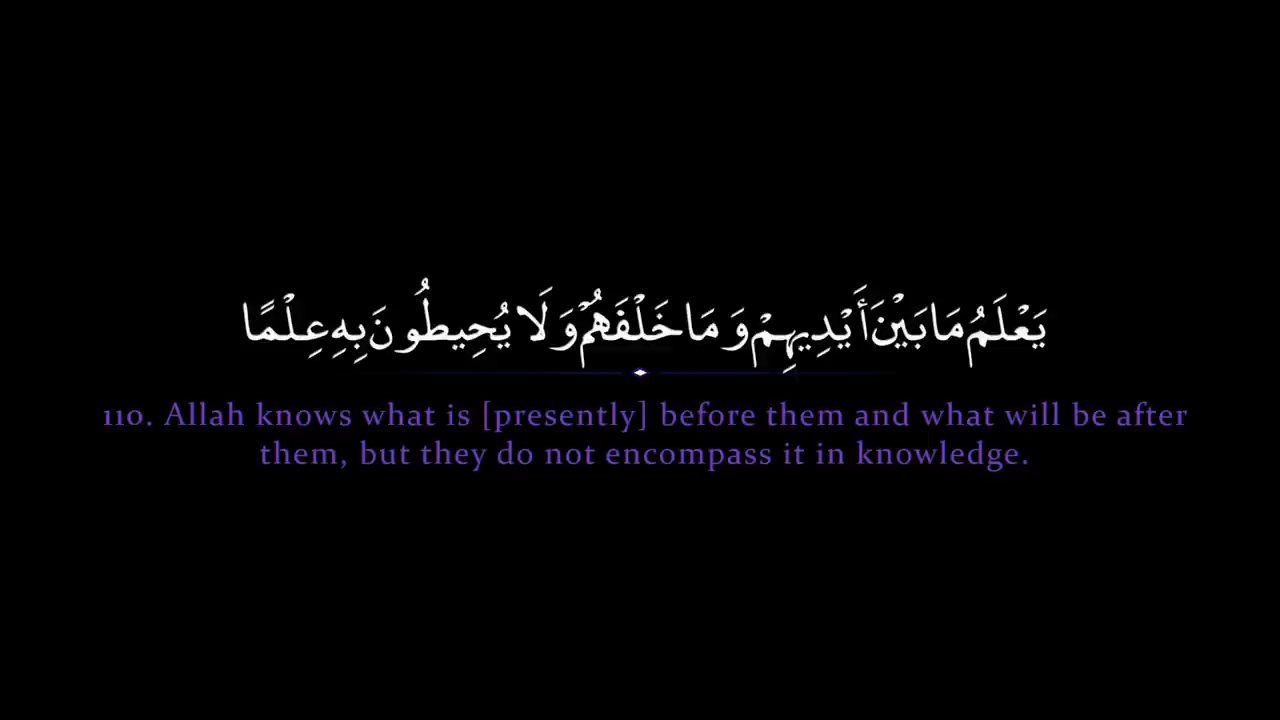 يَعْلَمُ مَا بَيْنَ أَيْدِيهِمْ وَمَا خَلْفَهُمْ وَلَا يُحِيطُونَ بِهِ عِلْمًا
110. Allah knows what is [presently] before them and what will be after
them, but they do not encompass it in knowledge.